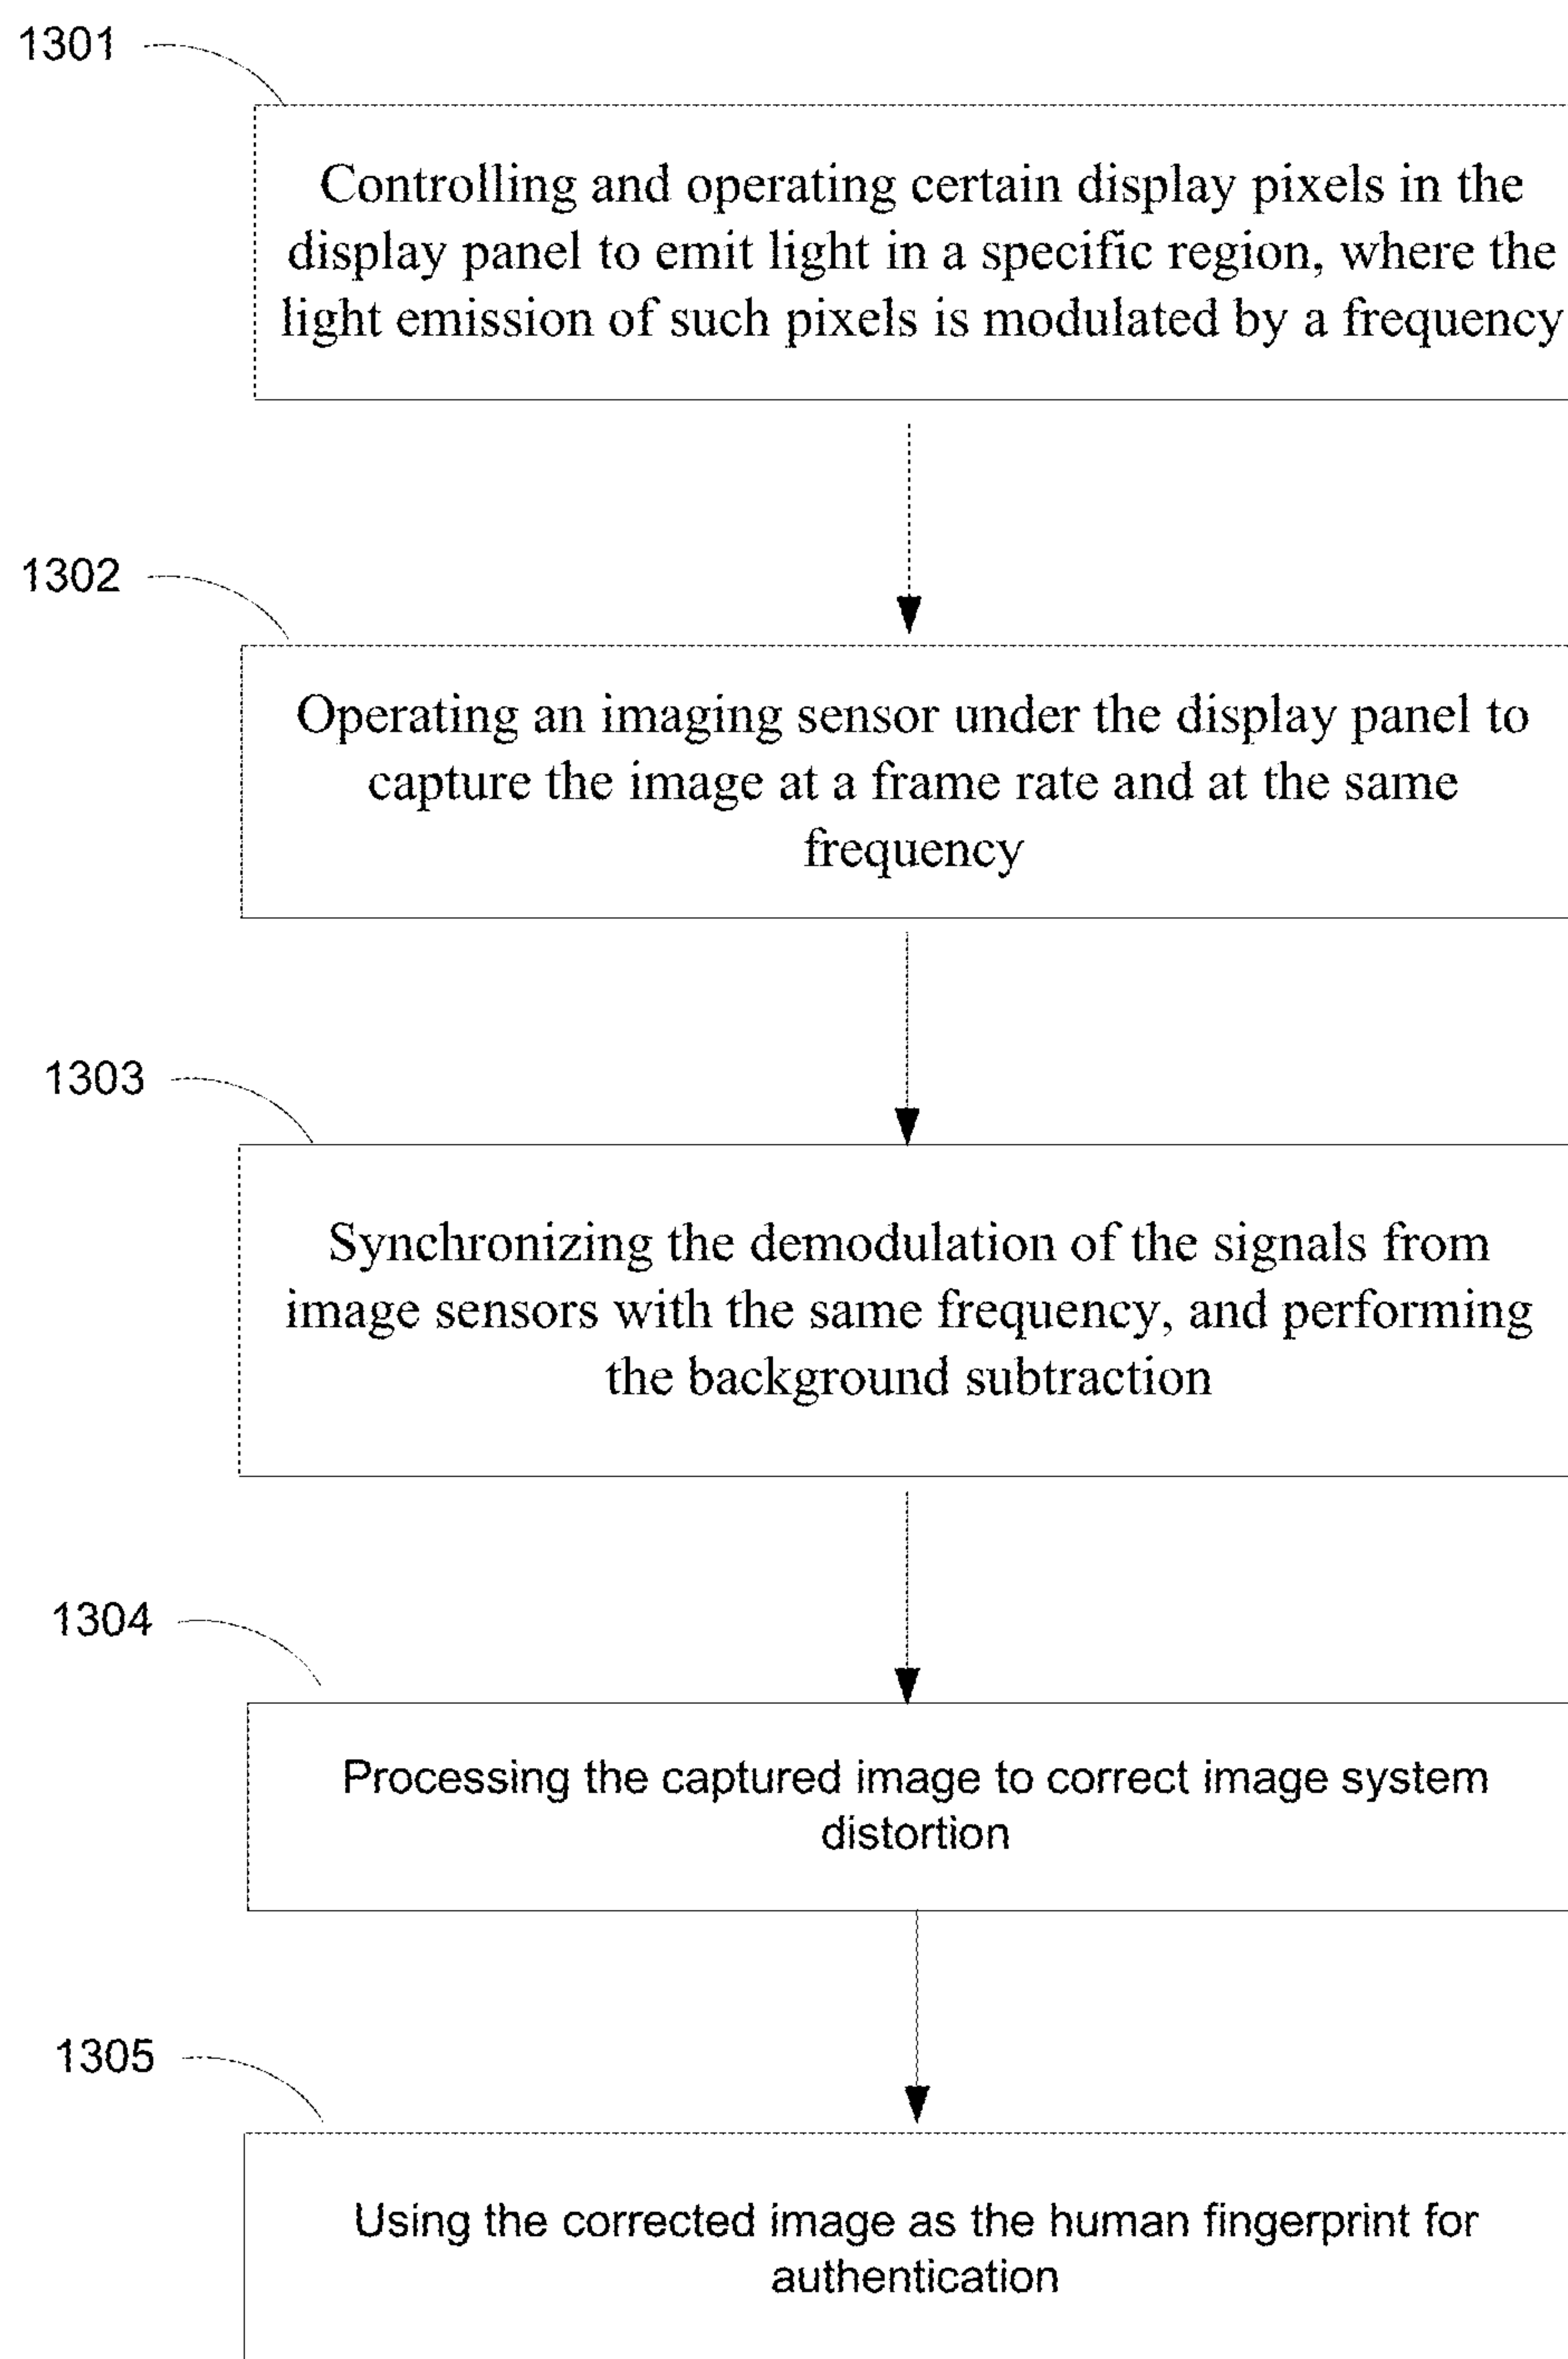 1301
Controlling and operating certain display pixels in the
display panel to emit light in a specific region, where the
light emission of such pixels is modulated by a frequency
1302
Operating an imaging sensor under the display panel to
capture the image at a frame rate and at the same
frequency
1303
Synchronizing the demodulation of the signals from
image sensors with the same frequency, and performing
the background subtraction
1304
Processing the captured image to correct image system
distortion
1305
Using the corrected image as the human fingerprint for
authentication